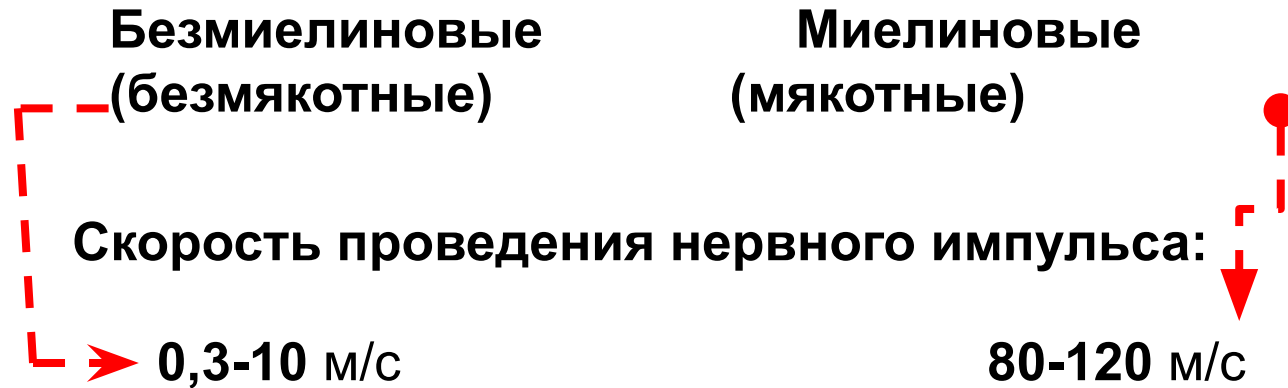 Безмиелиновые Миелиновые
(безмякотные) (мякотные)
Скорость проведения нервного импульса:
0,3-10 м/с 80-120 м/с